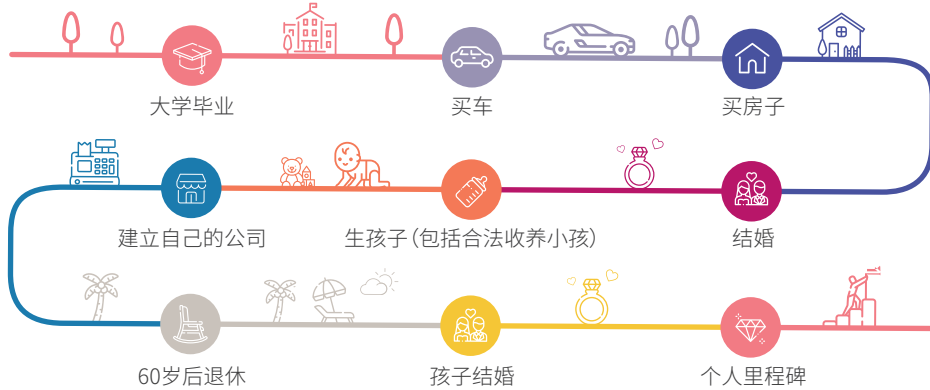 大学毕业
买车
买房子
建立自己的公司
生孩子(包括合法收养小孩)
结婚
60岁后退休
孩子结婚
个人里程碑